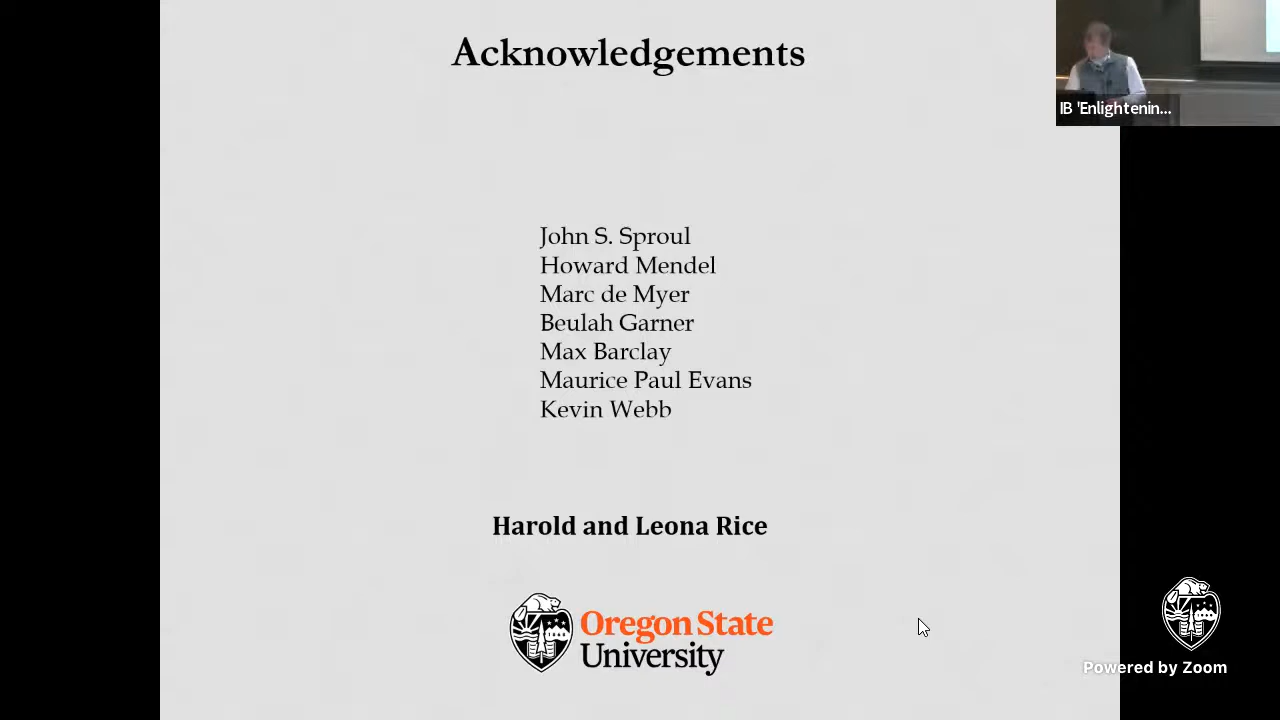 Acknowledgements
IB 'Enlightenin...
John S. Sproul
Howard Mendel
Marc de Myer
Beulah Garner
Max Barclay
Maurice Paul Evans
Kevin Webb
Harold and Leona Rice
Oregon State
University
Powered by Zoom